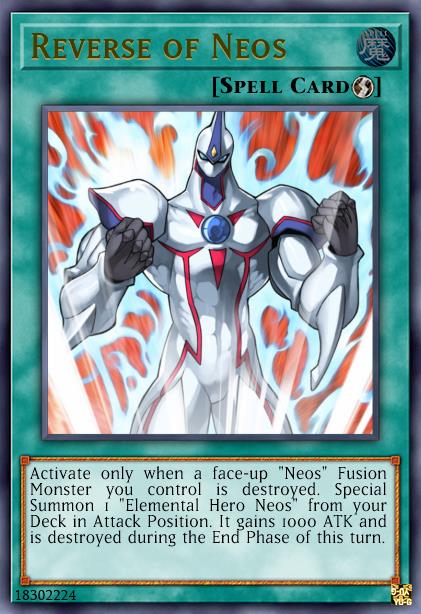 Reverse of Neos
魔
[Spell Card]
Activate only when a face-up "Neos" Fusion
Monster you control is destroyed. Special
Summon 1 "Elemental Hero Neos" from your
Deck in Attack Position. It gains 1000 ATK and
is destroyed during the End Phase of this turn.
18302224